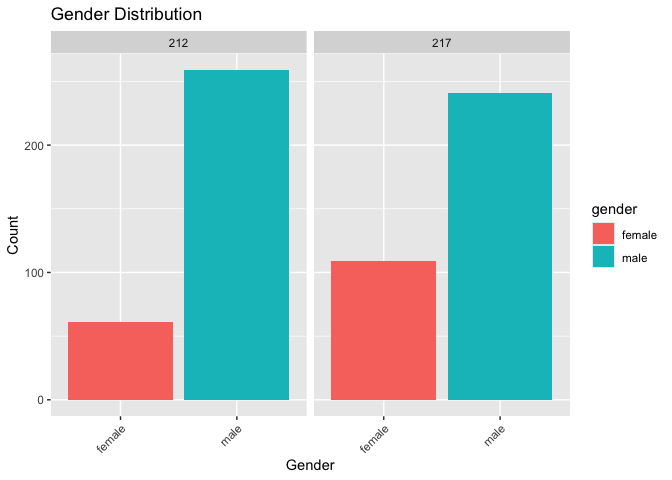 Gender Distribution
212
217
200
100
0
Count
female
male
female
male
Gender
gender
female
male